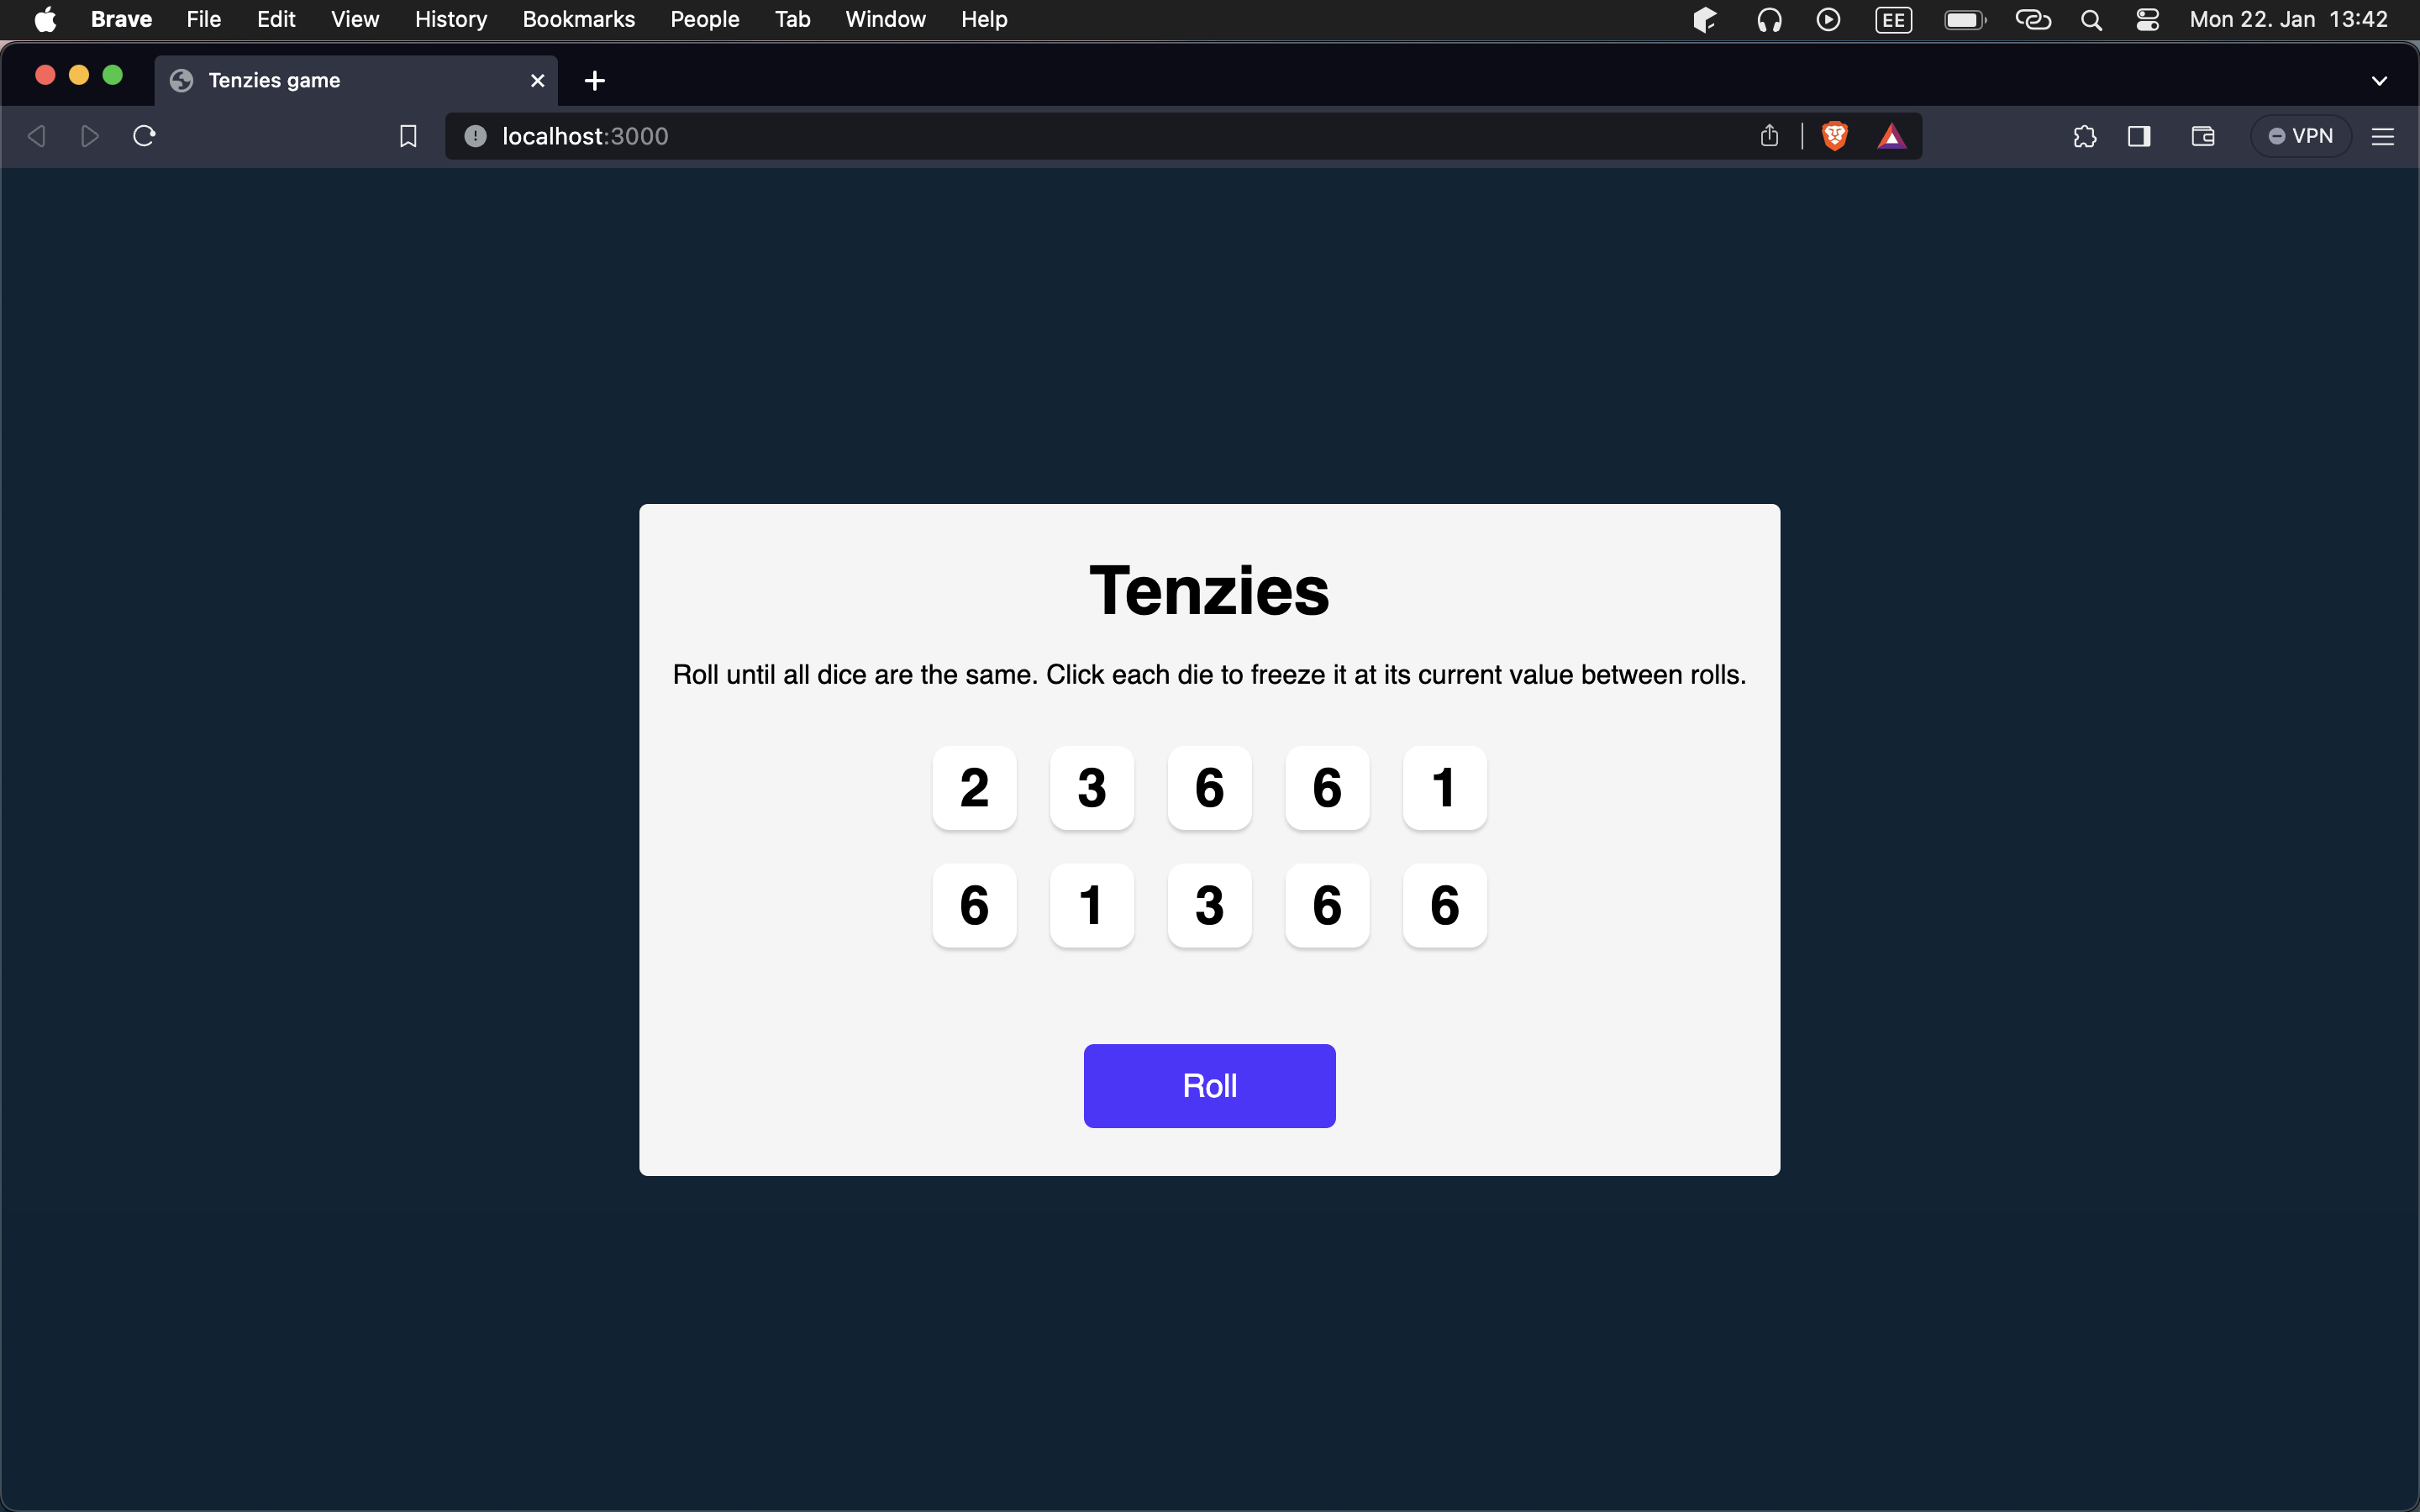 Brave File Edit View History Bookmarks People Tab Window Help EE Mon 22. Jan 13:42
Tenzies game
localhost:3000 VPN
Tenzies
Roll until all dice are the same. Click each die to freeze it at its current value between rolls.
2 3 6 6 1
6 1 3 6 6
Roll